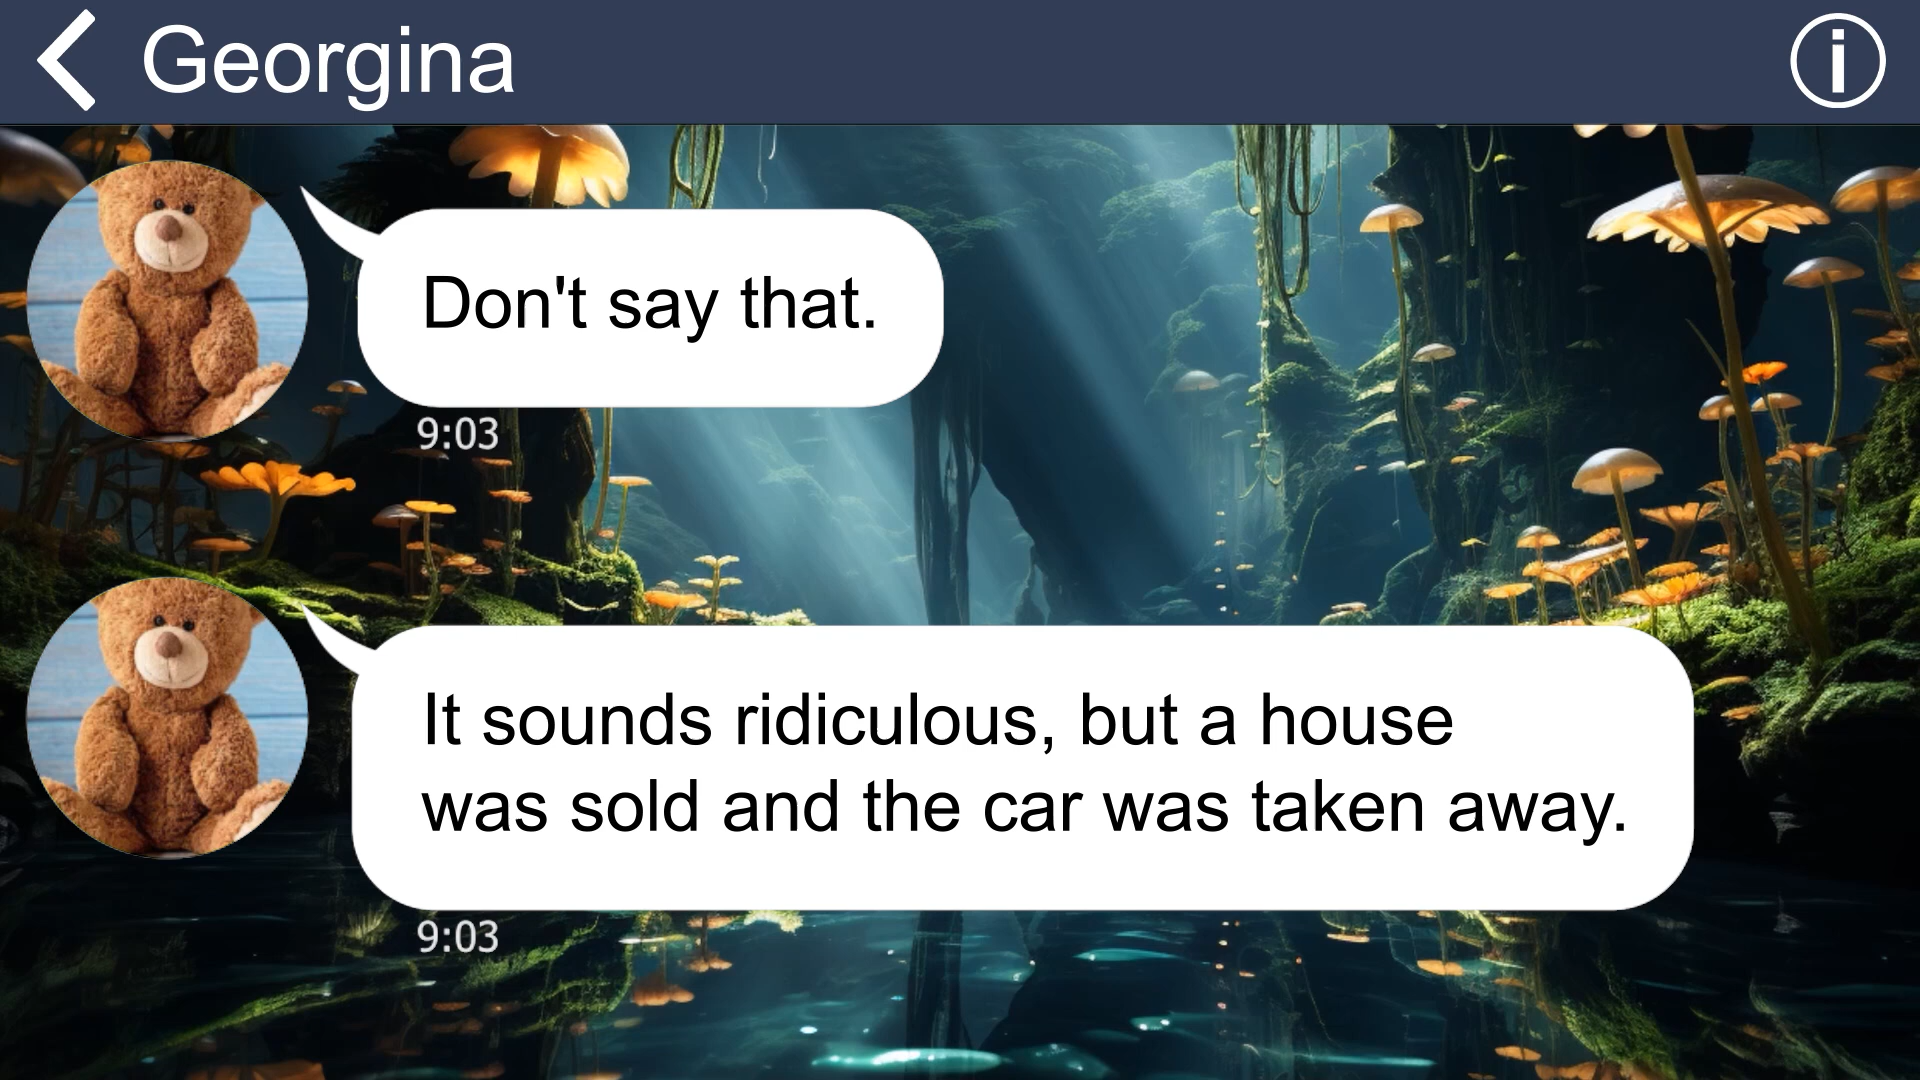 Georgina
Don't say that.
9:03
It sounds ridiculous, but a house
was sold and the car was taken away.
9:03